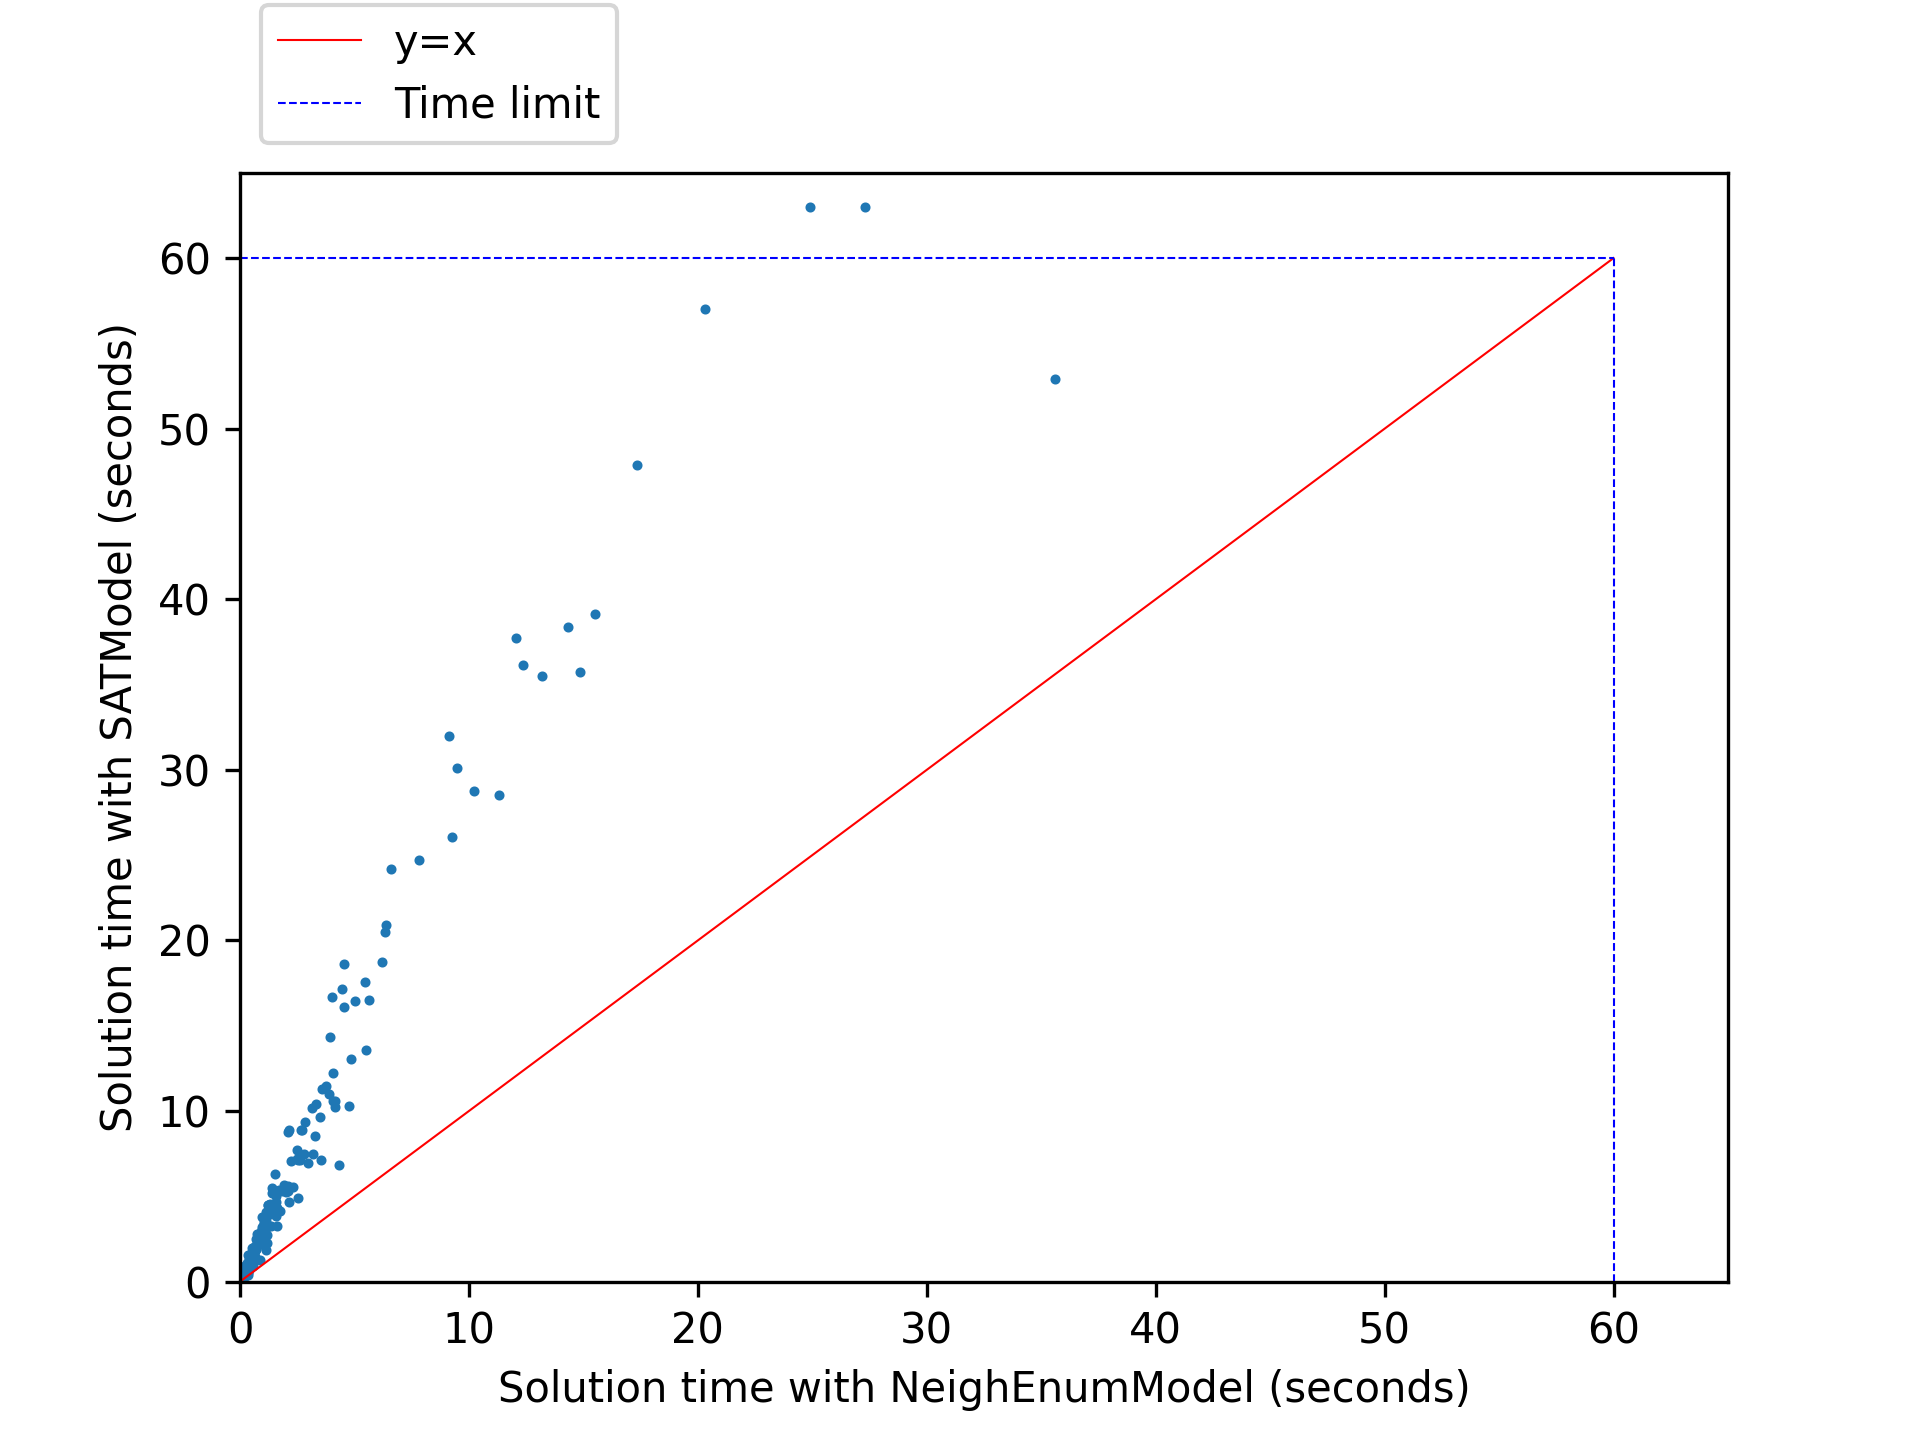 y=x
Time limit
60
50
40
30
20
10
0
Solution time with SATModel (seconds)
0 10 20 30 40 50 60
Solution time with NeighEnumModel (seconds)